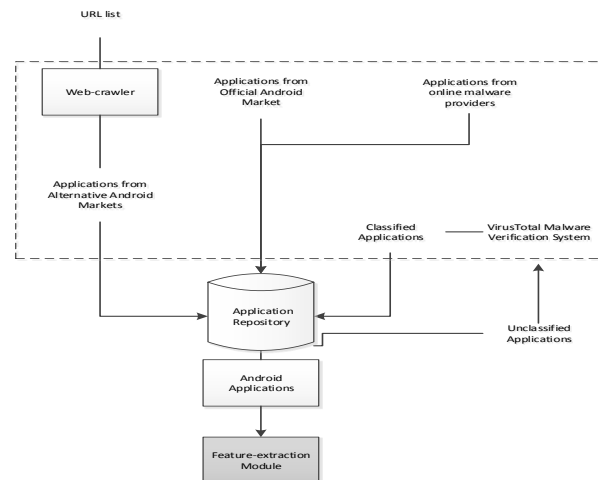 URL list
Web-crawler
Applications from
Official Android
Market
Applications from
online malware
providers
Applications from
Alternative Android
Markets
Classified
Applications
VirusTotal Malware
Verification System
Application
Repository
Unclassified
Applications
Android
Applications
Feature-extraction
Module